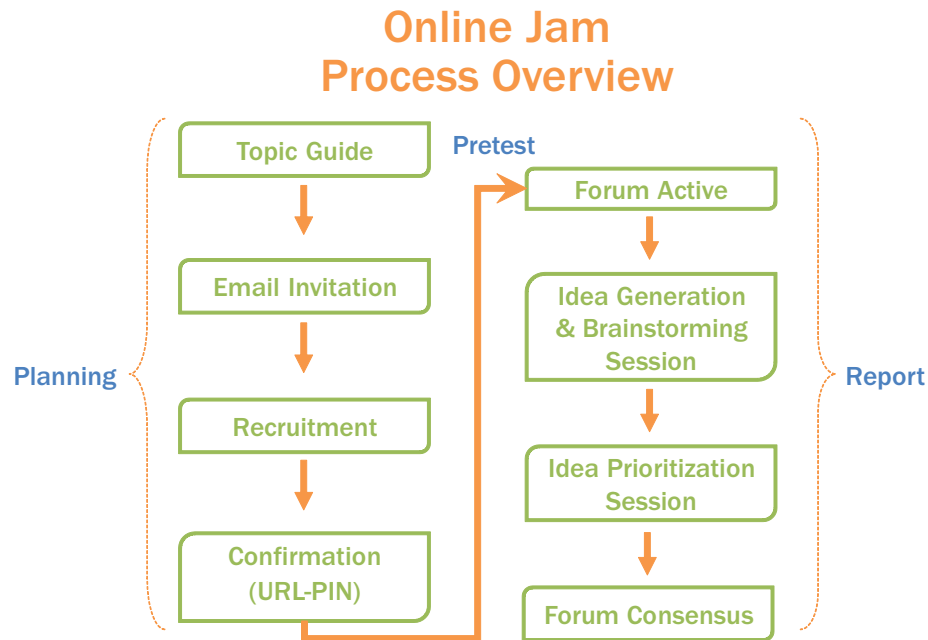 Online Jam
Process Overview
Planning
Topic Guide
Email Invitation
Recruitment
Confirmation
(URL-PIN)
Pretest
Forum Active
Idea Generation
& Brainstorming
Session
Idea Prioritization
Session
Forum Consensus
Report